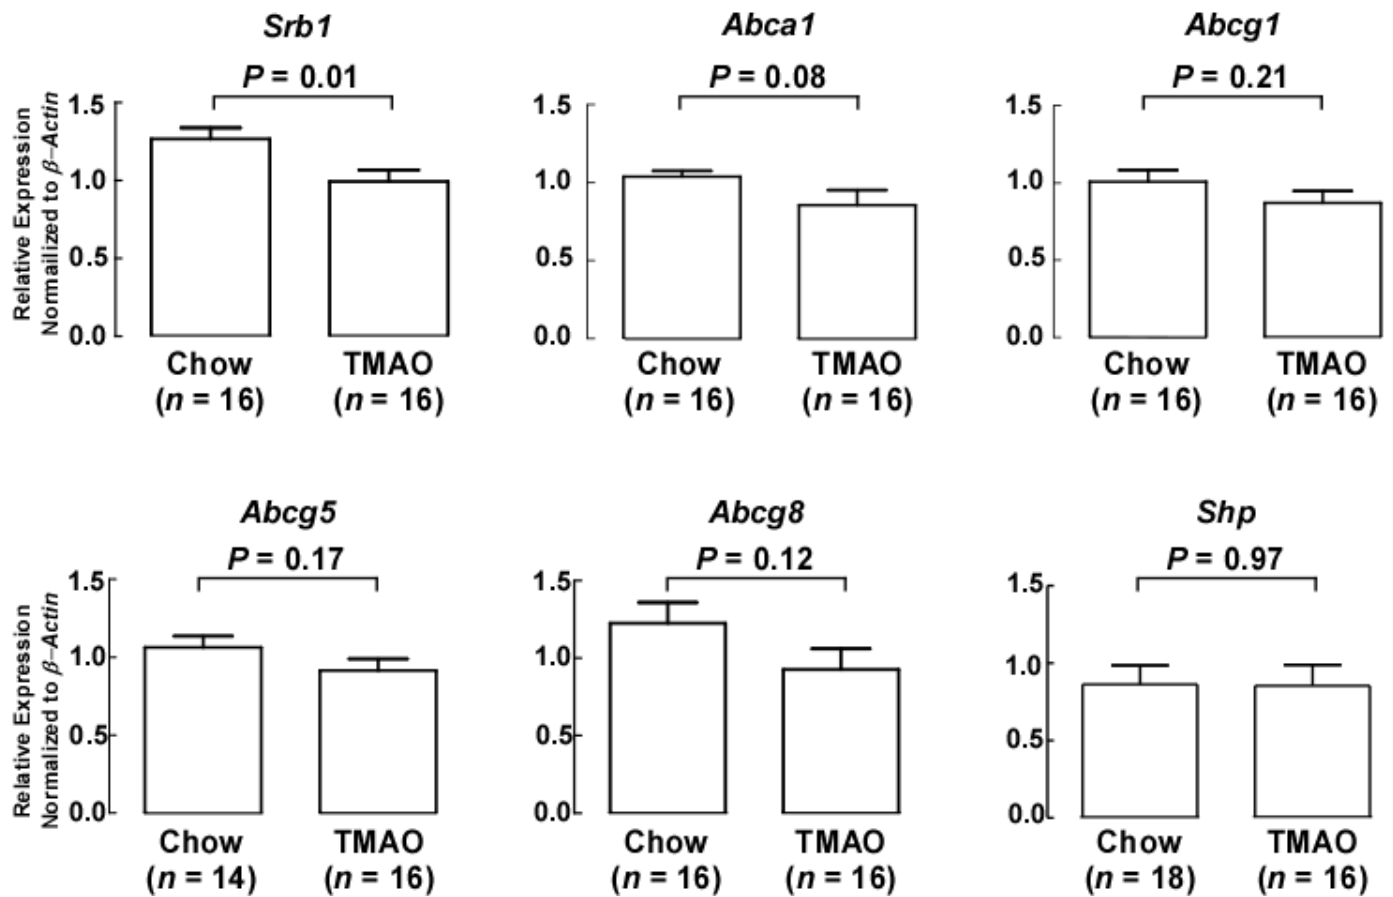 Srb1
P = 0.01
Relative Expression
Normailized to β–Actin
1.5
1.0
0.5
0.0
Chow
(n = 16)
TMAO
(n = 16)
Abca1
P = 0.08
1.5
1.0
0.5
0.0
Chow
(n = 16)
TMAO
(n = 16)
Abcg1
P = 0.21
1.5
1.0
0.5
0.0
Chow
(n = 16)
TMAO
(n = 16)
Abcg5
P = 0.17
Relative Expression
Normalized to β–Actin
1.5
1.0
0.5
0.0
Chow
(n = 14)
TMAO
(n = 16)
Abcg8
P = 0.12
1.5
1.0
0.5
0.0
Chow
(n = 16)
TMAO
(n = 16)
Shp
P = 0.97
1.5
1.0
0.5
0.0
Chow
(n = 18)
TMAO
(n = 16)